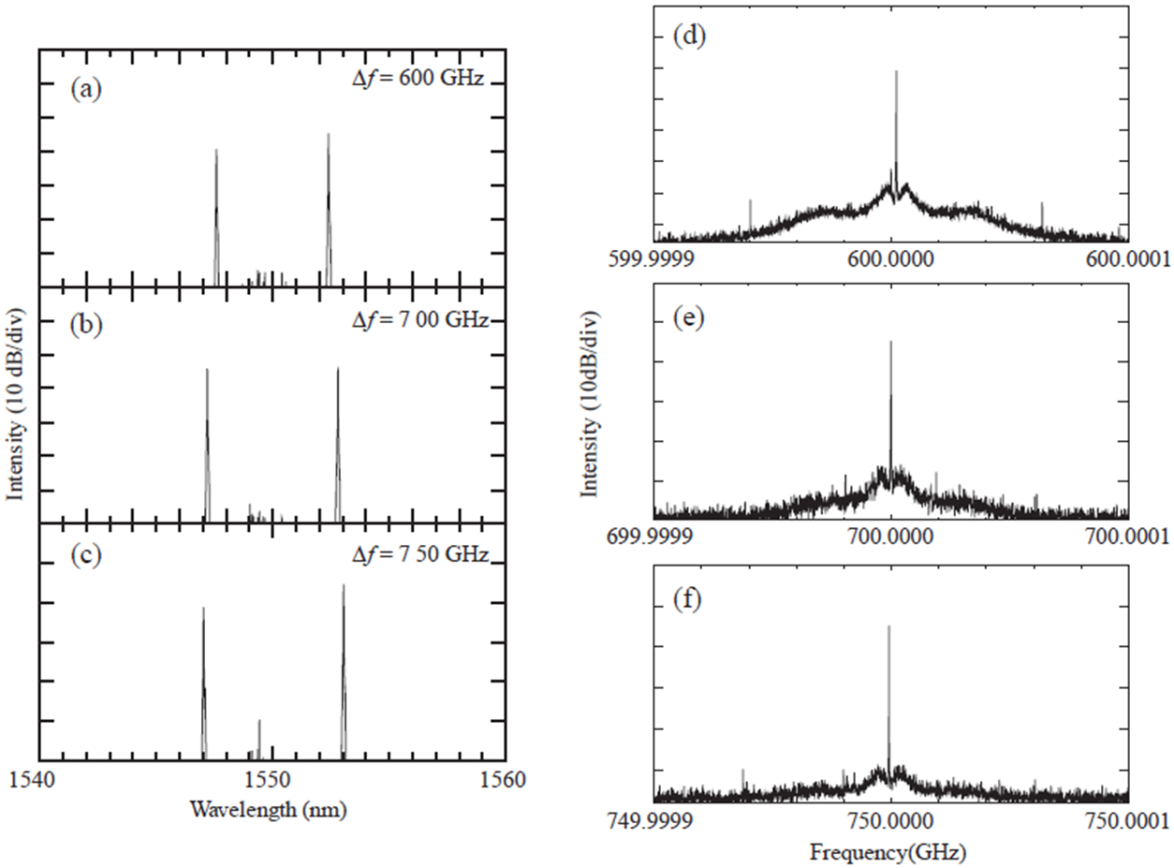 (a)
Δf = 600 GHz
(b)
Δf = 7 00 GHz
(c)
Δf = 7 50 GHz
Intensity (10 dB/div)
1540
1550
1560
Wavelength (nm)
(d)
599.9999
600.0000
600.0001
(e)
699.9999
700.0000
700.0001
(f)
749.9999
750.0000
750.0001
Intensity (10dB/div)
Frequency(GHz)